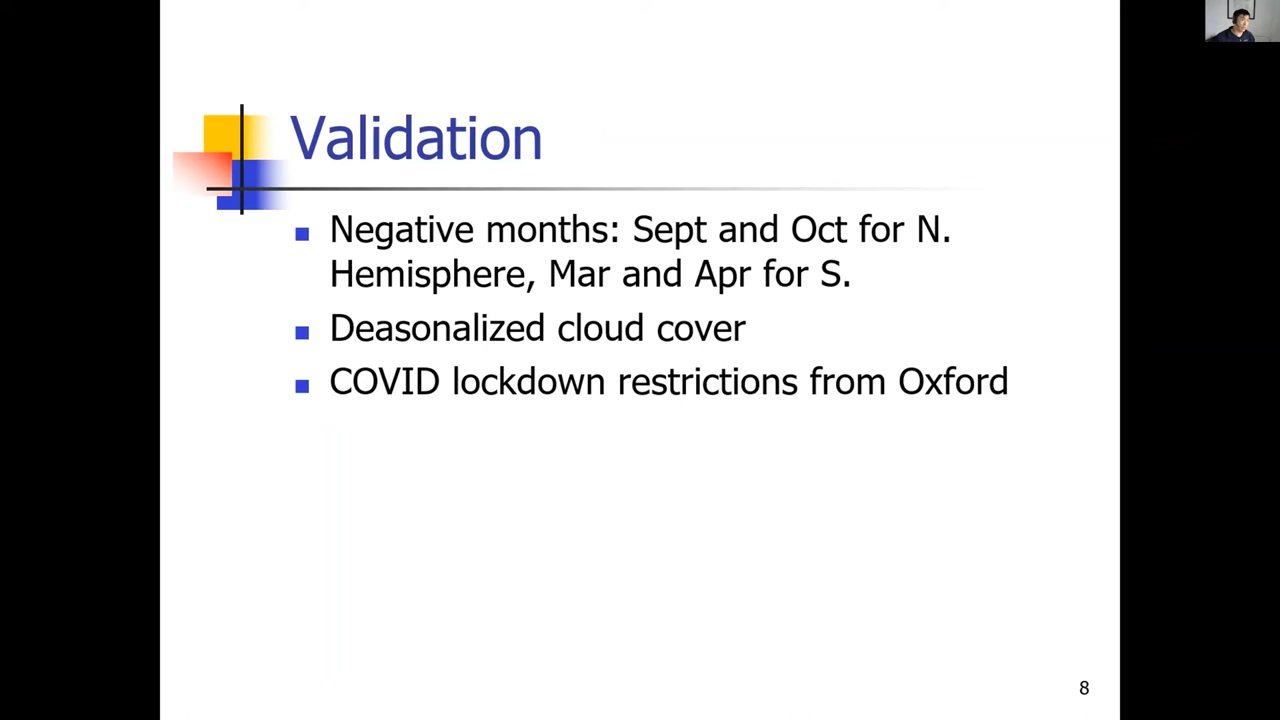 Validation
Negative months: Sept and Oct for N.
Hemisphere, Mar and Apr for S.
Deasonalized cloud cover
COVID lockdown restrictions from Oxford
8